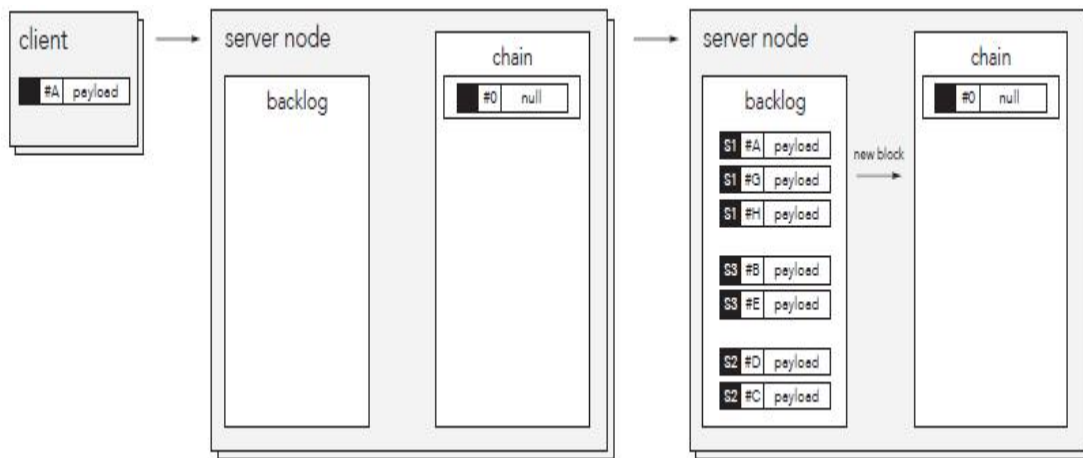 client
#A payload
server node
backlog
chain
#0 null
server node
backlog
S1 #A payload
S1 #G payload
S1 #H payload
S3 #B payload
S3 #E payload
S2 #D payload
S2 #C payload
new block
chain
#0 null